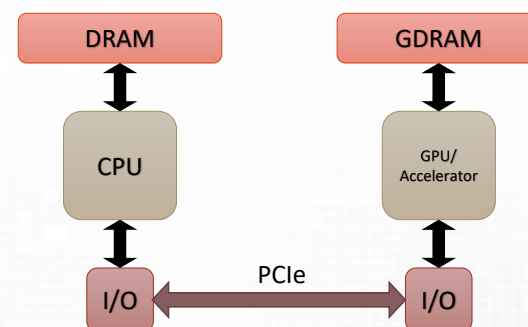 DRAM
GDRAM
CPU
GPU/
Accelerator
PCIe
I/O
I/O